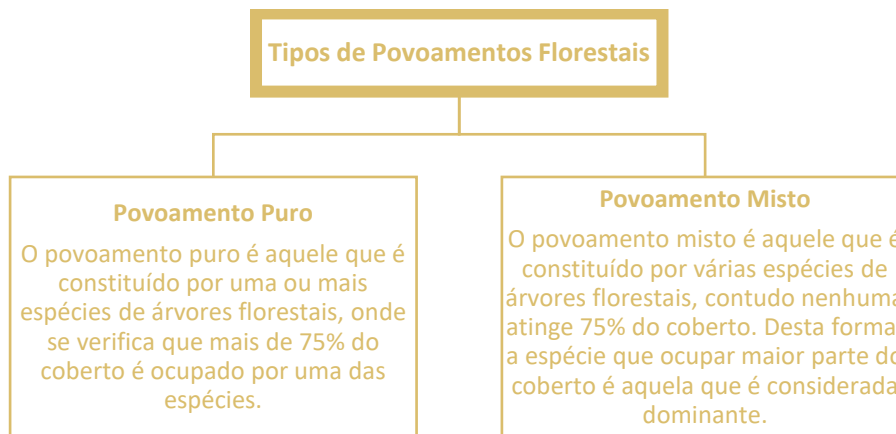 Tipos de Povoamentos Florestais
Povoamento Puro
O povoamento puro é aquele que é
constituído por uma ou mais
espécies de árvores florestais, onde
se verifica que mais de 75% do
coberto é ocupado por uma das
espécies.
Povoamento Misto
O povoamento misto é aquele que é
constituído por várias espécies de
árvores florestais, contudo nenhuma
atinge 75% do coberto. Desta forma
a espécie que ocupar maior parte do
coberto é aquela que é considerada
dominante.